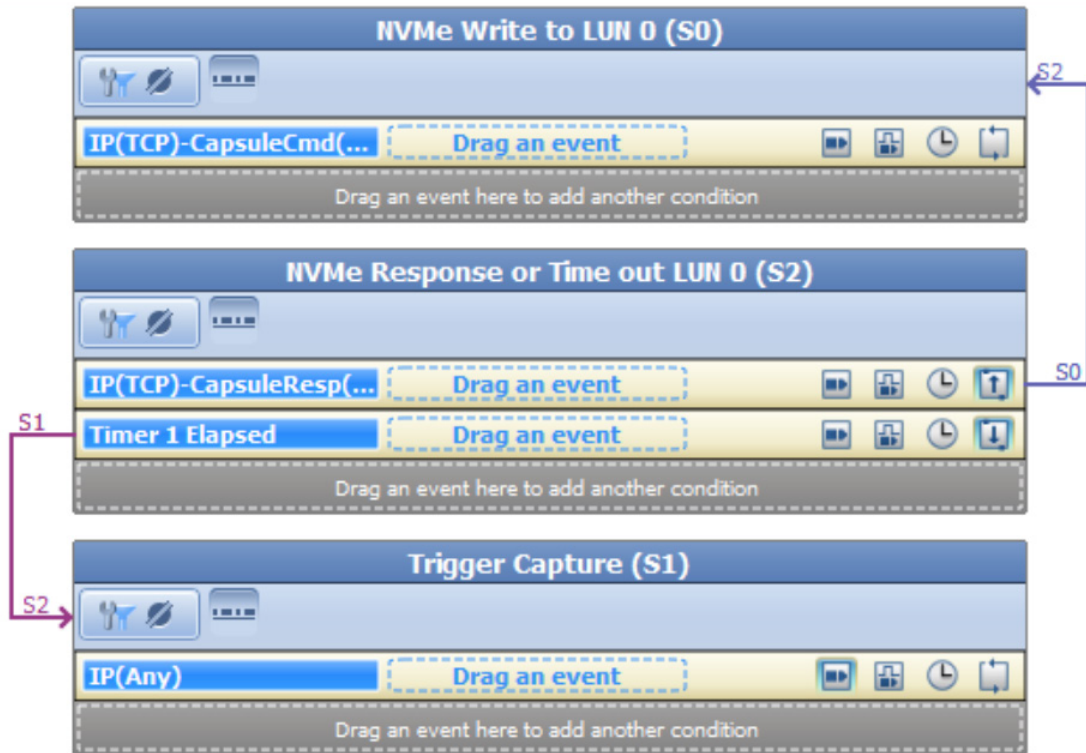 NVMe Write to LUN 0 (S0)
S2
IP(TCP)-CapsuleCmd(... Drag an event
Drag an event here to add another condition
NVMe Response or Time out LUN 0 (S2)
IP(TCP)-CapsuleResp(... Drag an event
S0
S1
Timer 1 Elapsed Drag an event
Drag an event here to add another condition
Trigger Capture (S1)
S2
IP(Any) Drag an event
Drag an event here to add another condition